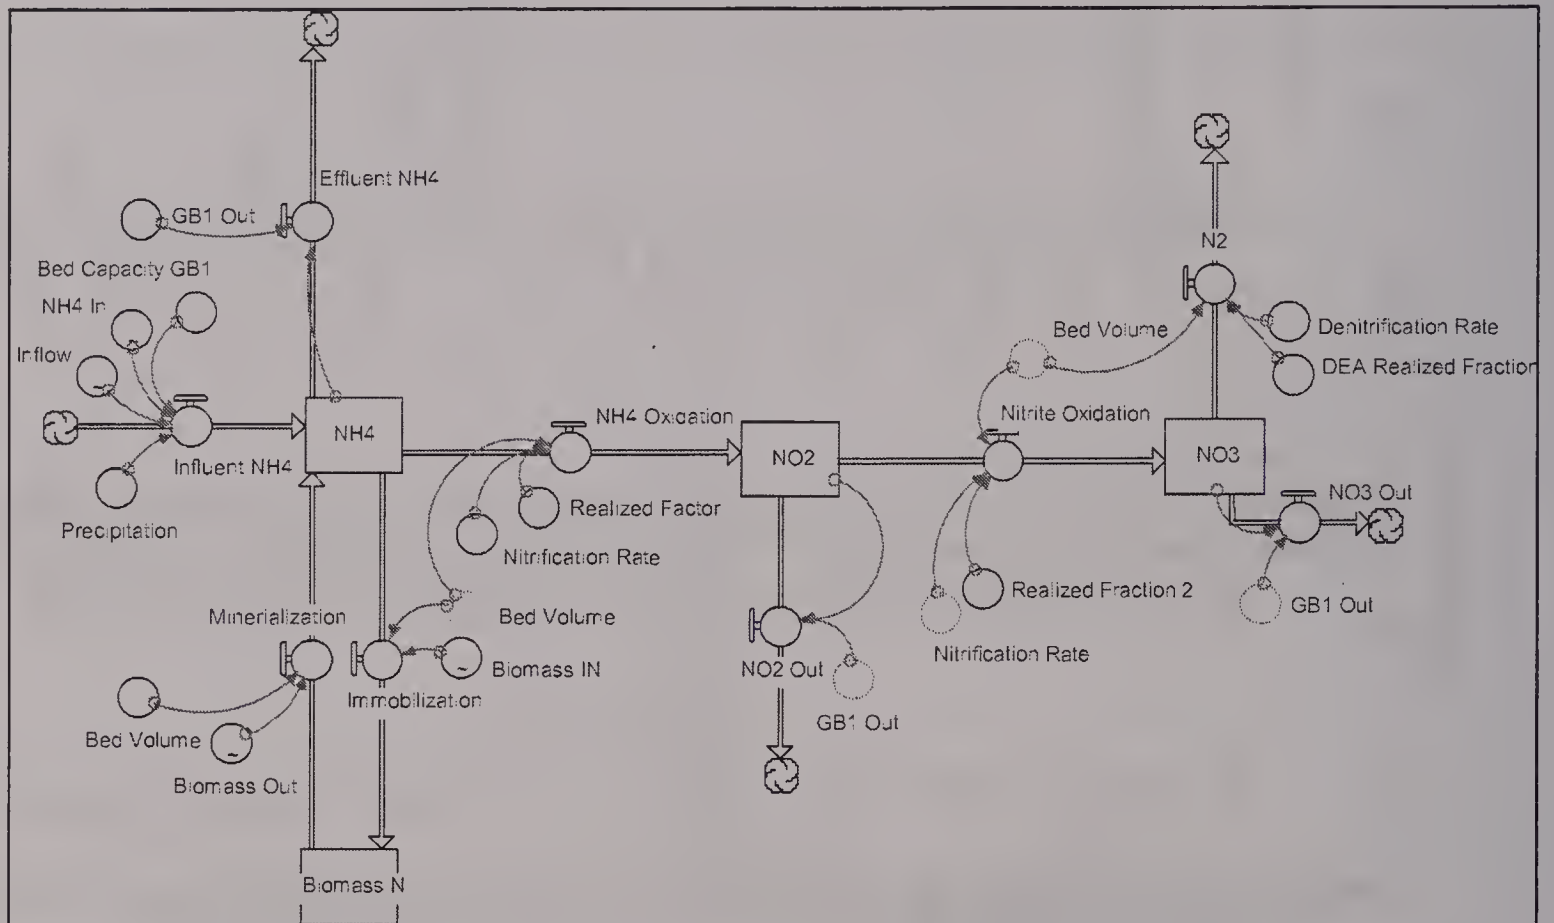 Effluent NH4
GB1 Out
Bed Capacity GB1
NH4 In
Inflow
NH4
Influent NH4
Precipitation
NH4 Oxidation
Realized Factor
Nitrification Rate
Minerialization
Bed Volume
Biomass IN
Immobilization
Bed Volume
Biomass Out
Biomass N
NO2
NO2 Out
GB1 Out
N2
Bed Volume
Denitrification Rate
DEA Realized Fraction
Nitrite Oxidation
NO3
NO3 Out
Realized Fraction 2
GB1 Out
Nitrification Rate